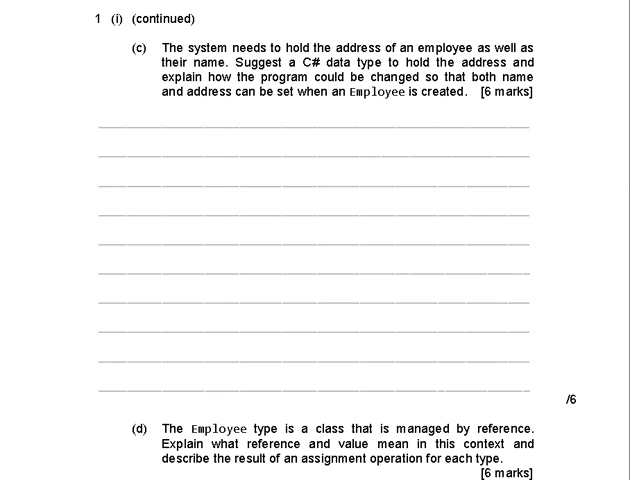 1 (i) (continued)
(c) The system needs to hold the address of an employee as well as
their name. Suggest a C# data type to hold the address and
explain how the program could be changed so that both name
and address can be set when an Employee is created. [6 marks]
/6
(d) The Employee type is a class that is managed by reference.
Explain what reference and value mean in this context and
describe the result of an assignment operation for each type.
[6 marks]